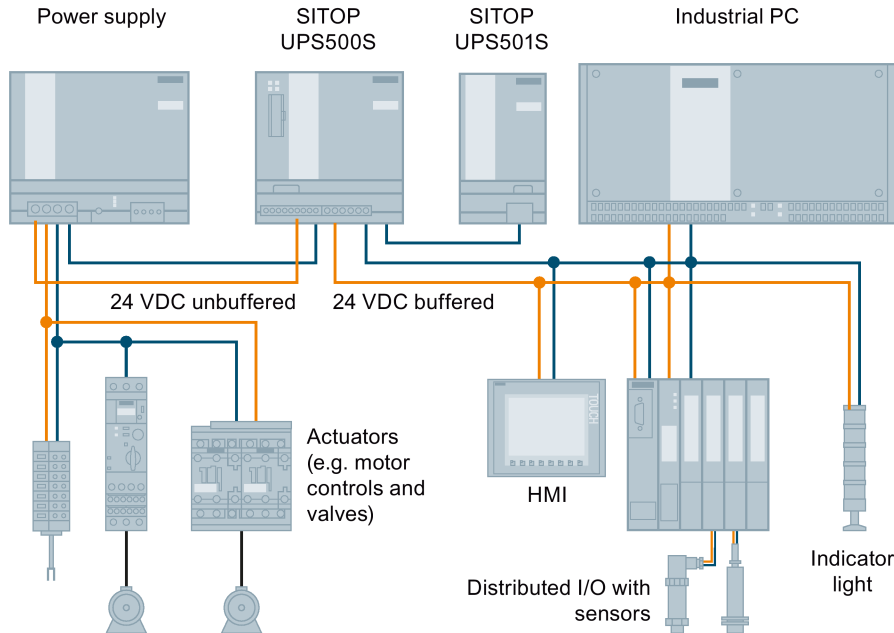 Power supply
SITOP
UPS500S
SITOP
UPS501S
Industrial PC
24 VDC unbuffered
24 VDC buffered
TOUCH
Actuators
(e.g. motor
controls and
valves)
HMI
Distributed I/O with
sensors
Indicator
light